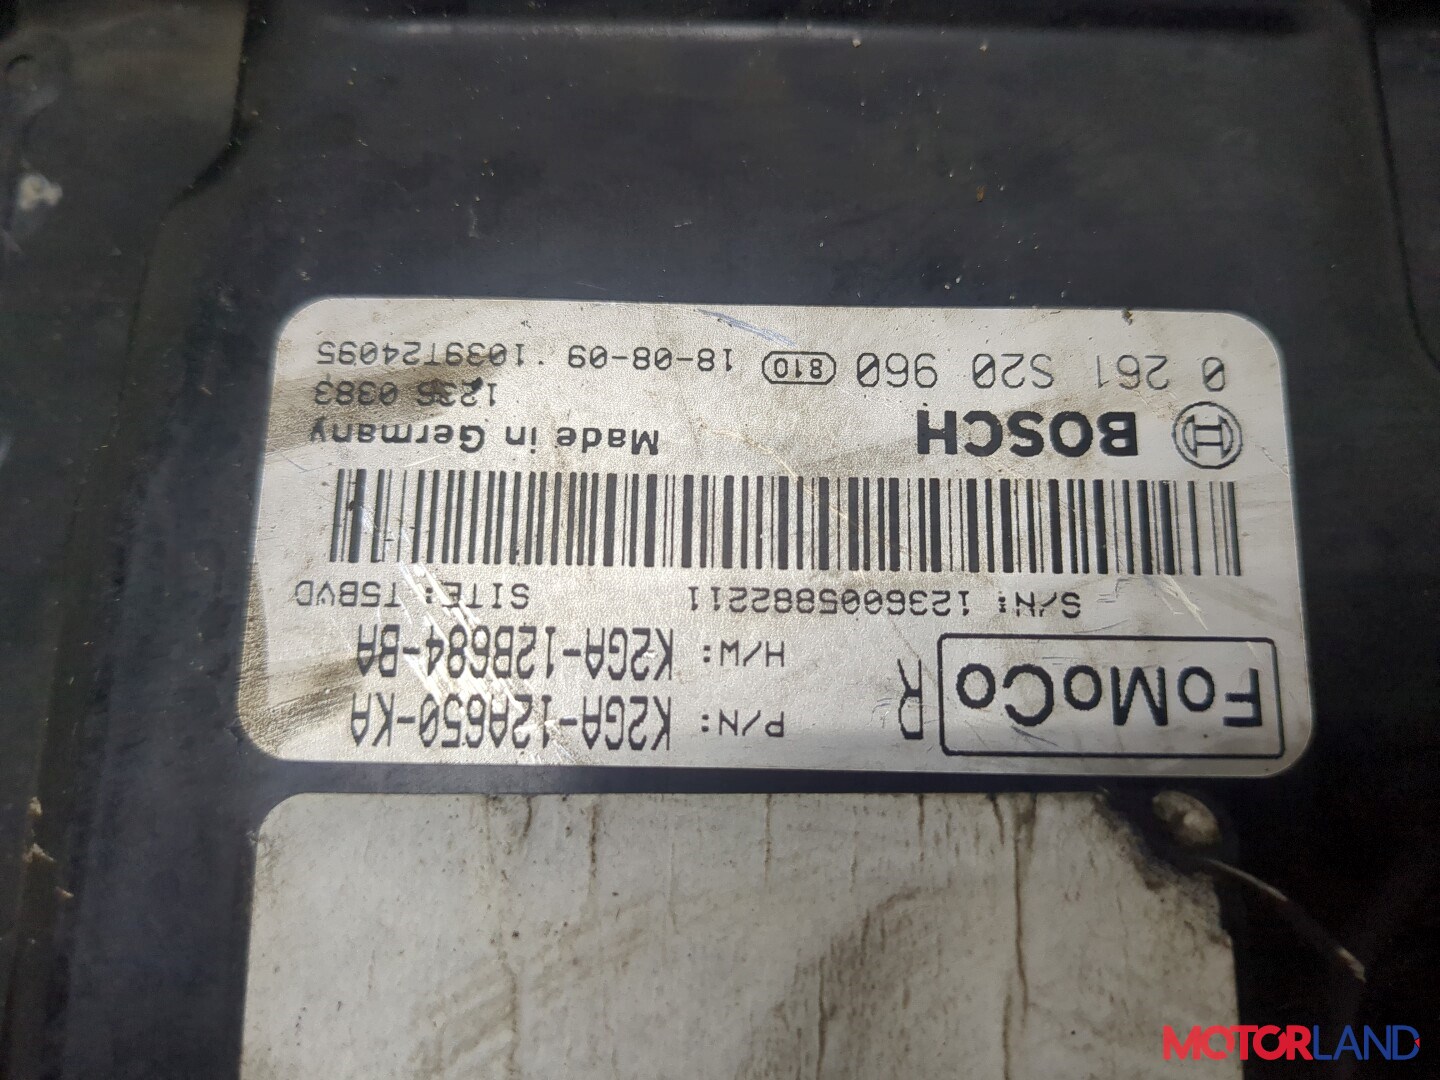 FoMoCo R
P/N: K2GA-12A650-KA
H/W: K2GA-12B684-BA
S/N: 1236005882211 SITE: T5BVD
BOSCH Made in Germany
1236 0383
0 261 S20 960 810 18-08-09 1039T24095
MOTORLAND